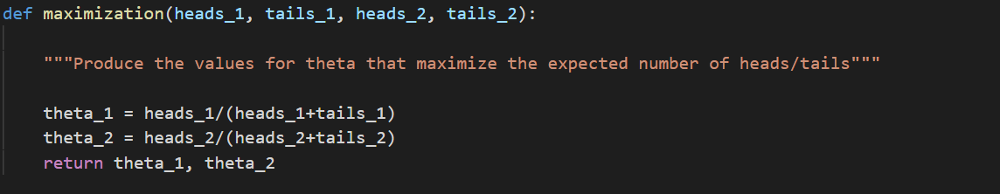 def maximization(heads_1, tails_1, heads_2, tails_2):
"""Produce the values for theta that maximize the expected number of heads/tails"""
theta_1 = heads_1/(heads_1+tails_1)
theta_2 = heads_2/(heads_2+tails_2)
return theta_1, theta_2